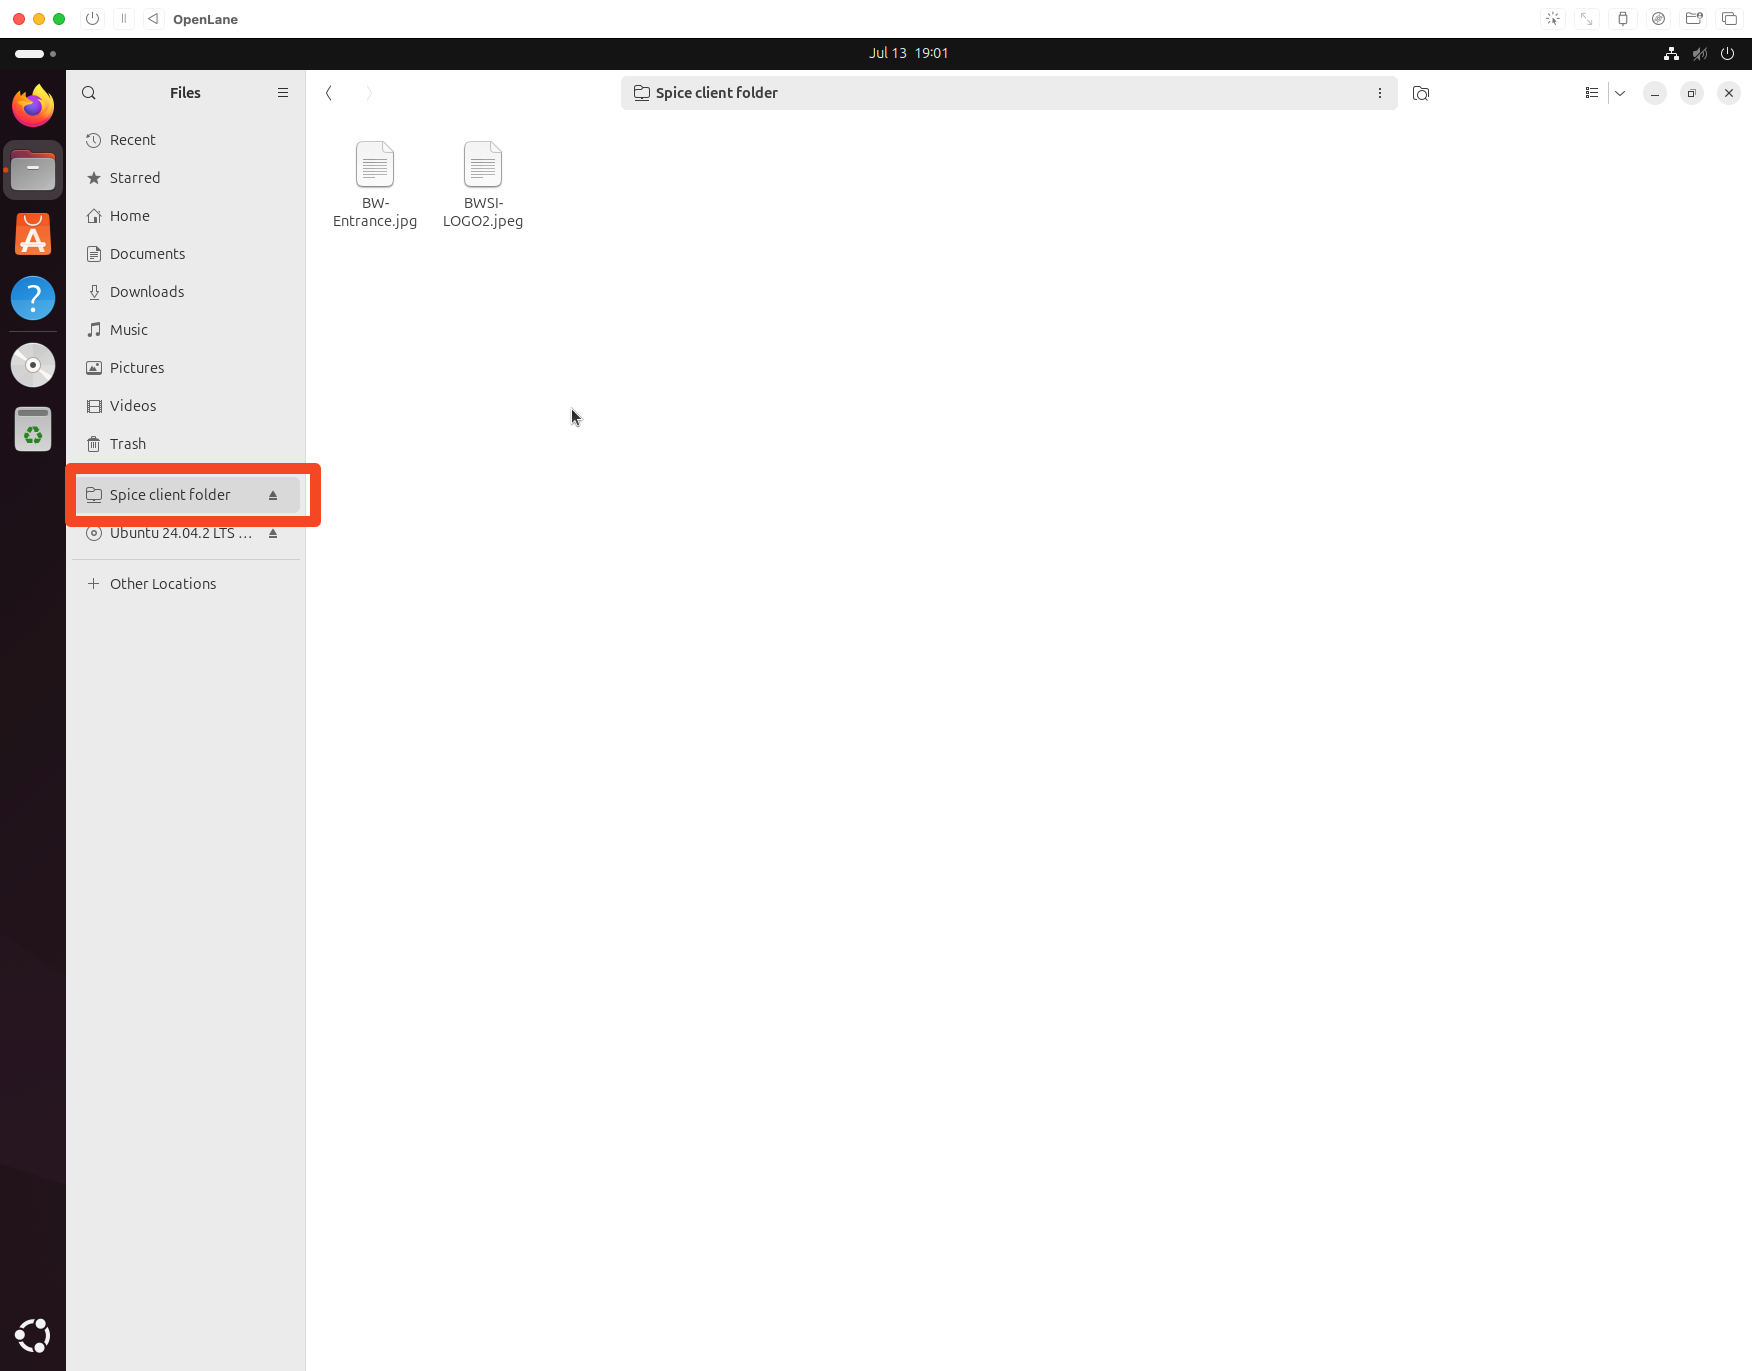 OpenLane
Jul 13 19:01
Files
Spice client folder
Recent
Starred
Home
Documents
Downloads
Music
Pictures
Videos
Trash
Spice client folder
Ubuntu 24.04.2 LTS …
Other Locations
BW-
Entrance.jpg
BWSI-
LOGO2.jpeg